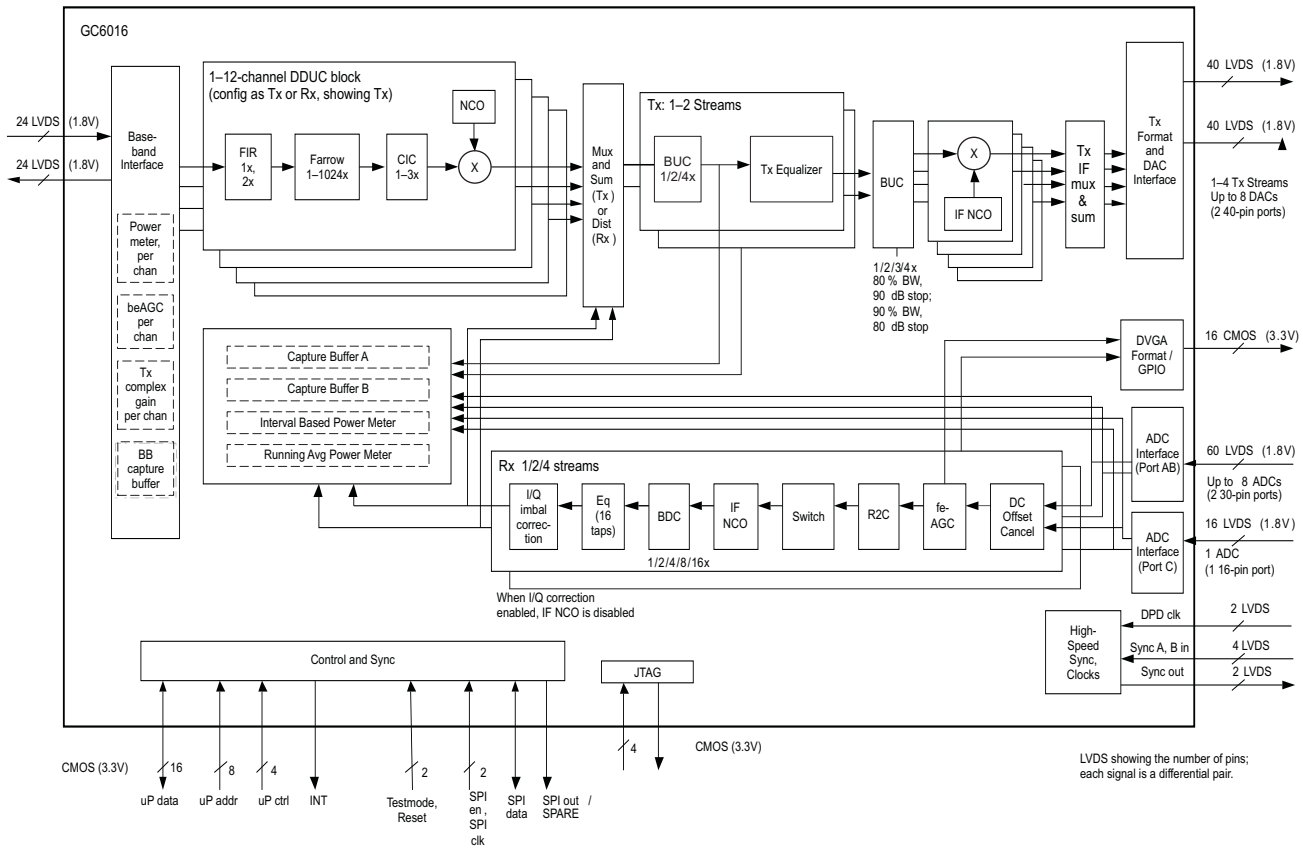 GC6016
1–12-channel DDUC block
(config as Tx or Rx, showing Tx)
NCO
FIR
1x,
2x
Farrow
1–1024x
CIC
1–3x
X
24 LVDS (1.8V)
24 LVDS (1.8V)
Base-
band
Interface
Power
meter,
per
chan
beAGC
per
chan
Tx
complex
gain
per chan
BB
capture
buffer
Mux
and
Sum
(Tx )
or
Dist
(Rx )
Tx: 1–2 Streams
BUC
1/2/4x
Tx Equalizer
BUC
1/2/3/4x
80 % BW,
90 dB stop;
90 % BW,
80 dB stop
X
IF NCO
Tx
IF
mux
&
sum
Tx
Format
and
DAC
Interface
40 LVDS (1.8V)
40 LVDS (1.8V)
1–4 Tx Streams
Up to 8 DACs
(2 40-pin ports)
Capture Buffer A
Capture Buffer B
Interval Based Power Meter
Running Avg Power Meter
DVGA
Format /
GPIO
16 CMOS (3.3V)
ADC
Interface
(Port AB)
60 LVDS (1.8V)
Up to 8 ADCs
(2 30-pin ports)
ADC
Interface
(Port C)
16 LVDS (1.8V)
1 ADC
(1 16-pin port)
Rx 1/2/4 streams
I/Q
imbal
correc-
tion
Eq
(16
taps)
BDC
IF
NCO
Switch
R2C
fe-
AGC
DC
Offset
Cancel
1/2/4/8/16x
When I/Q correction
enabled, IF NCO is disabled
High-
Speed
Sync,
Clocks
DPD clk
2 LVDS
Sync A, B in
4 LVDS
Sync out
2 LVDS
Control and Sync
JTAG
CMOS (3.3V)
16
8
4
2
2
4
CMOS (3.3V)
uP data
uP addr
uP ctrl
INT
Testmode,
Reset
SPI
en ,
SPI
clk
SPI
data
SPI out /
SPARE
LVDS showing the number of pins;
each signal is a differential pair.